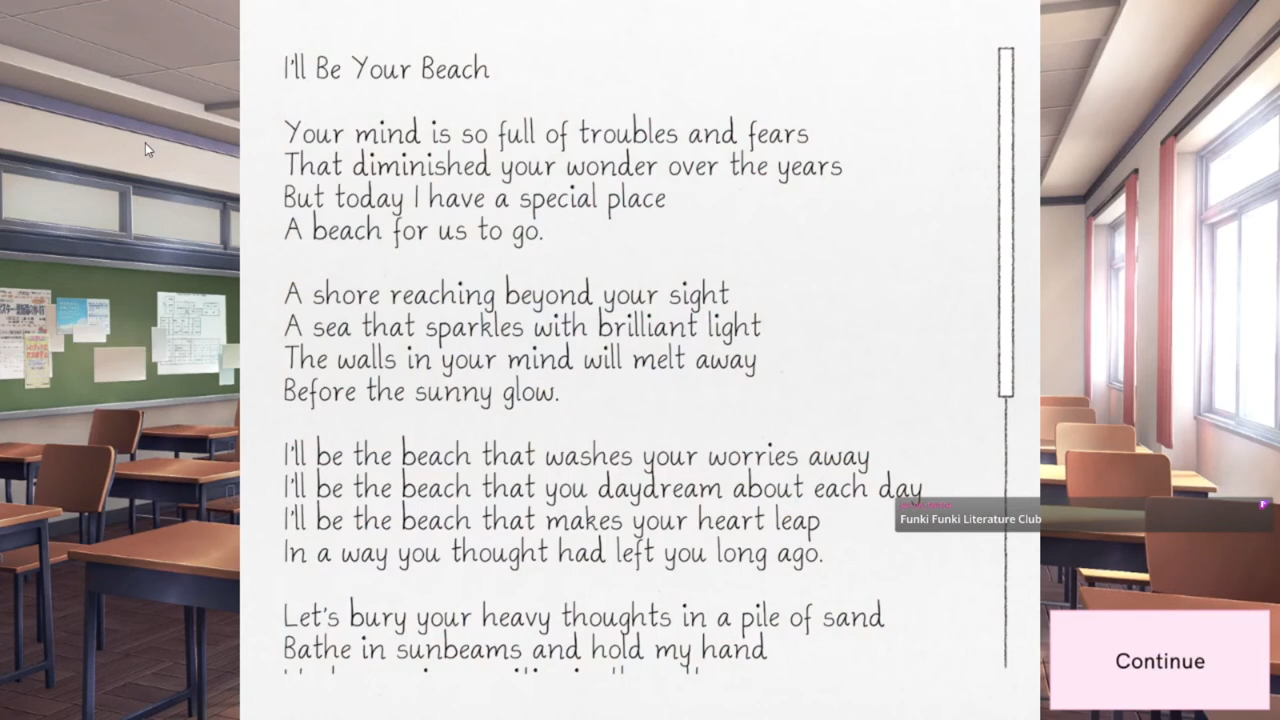 I'll Be Your Beach
Your mind is so full of troubles and fears
That diminished your wonder over the years
But today I have a special place
A beach for us to go.
A shore reaching beyond your sight
A sea that sparkles with brilliant light
The walls in your mind will melt away
Before the sunny glow.
I'll be the beach that washes your worries away
I'll be the beach that you daydream about each day
I'll be the beach that makes your heart leap
In a way you thought had left you long ago.
Let's bury your heavy thoughts in a pile of sand
Bathe in sunbeams and hold my hand
Funki Funki Literature Club
Continue